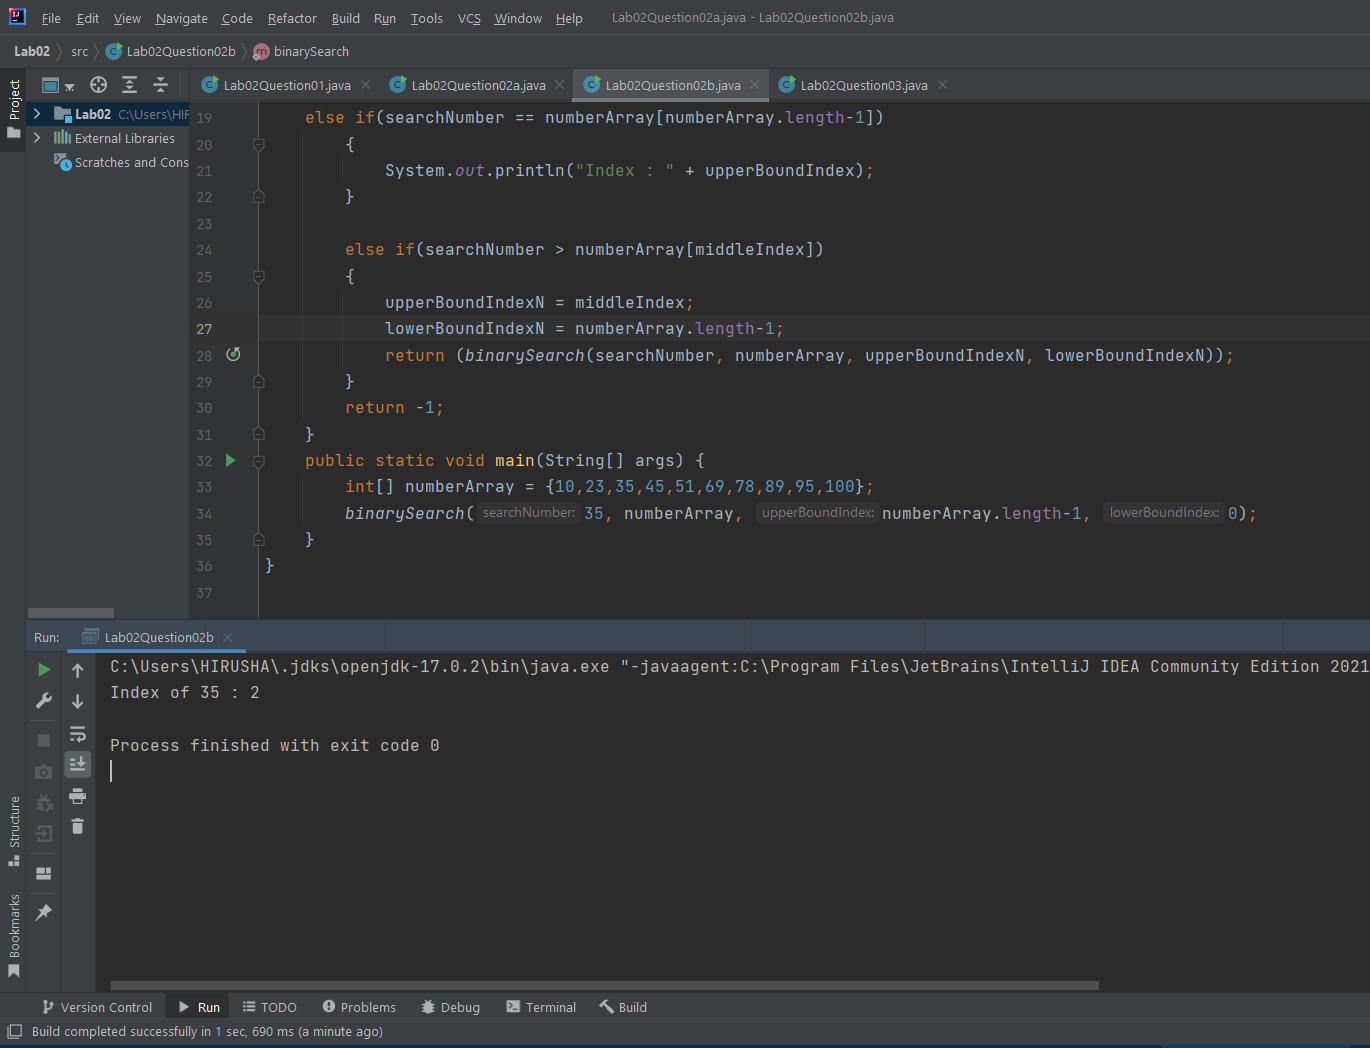 File Edit View Navigate Code Refactor Build Run Tools VCS Window Help Lab02Question02a.java - Lab02Question02b.java
Lab02 src Lab02Question02b binarySearch
Project
Lab02Question01.java Lab02Question02a.java Lab02Question02b.java Lab02Question03.java
Lab02 C:\Users\HIR
External Libraries
Scratches and Cons
19 else if(searchNumber == numberArray[numberArray.length-1])
20 {
21 System.out.println("Index : " + upperBoundIndex);
22 }
23
24 else if(searchNumber > numberArray[middleIndex])
25 {
26 upperBoundIndexN = middleIndex;
27 lowerBoundIndexN = numberArray.length-1;
28 return (binarySearch(searchNumber, numberArray, upperBoundIndexN, lowerBoundIndexN));
29 }
30 return -1;
31 }
32 public static void main(String[] args) {
33 int[] numberArray = {10,23,35,45,51,69,78,89,95,100};
34 binarySearch( searchNumber: 35, numberArray, upperBoundIndex: numberArray.length-1, lowerBoundIndex: 0);
35 }
36 }
37
Run: Lab02Question02b
C:\Users\HIRUSHA\.jdks\openjdk-17.0.2\bin\java.exe "-javaagent:C:\Program Files\JetBrains\IntelliJ IDEA Community Edition 2021
Index of 35 : 2
Process finished with exit code 0
Structure
Bookmarks
Version Control Run TODO Problems Debug Terminal Build
Build completed successfully in 1 sec, 690 ms (a minute ago)